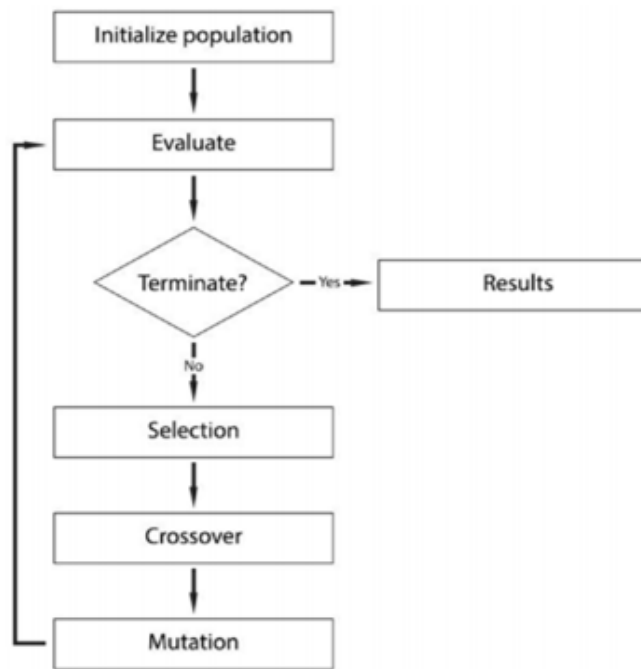 Initialize population
Evaluate
Terminate?
Yes
Results
No
Selection
Crossover
Mutation